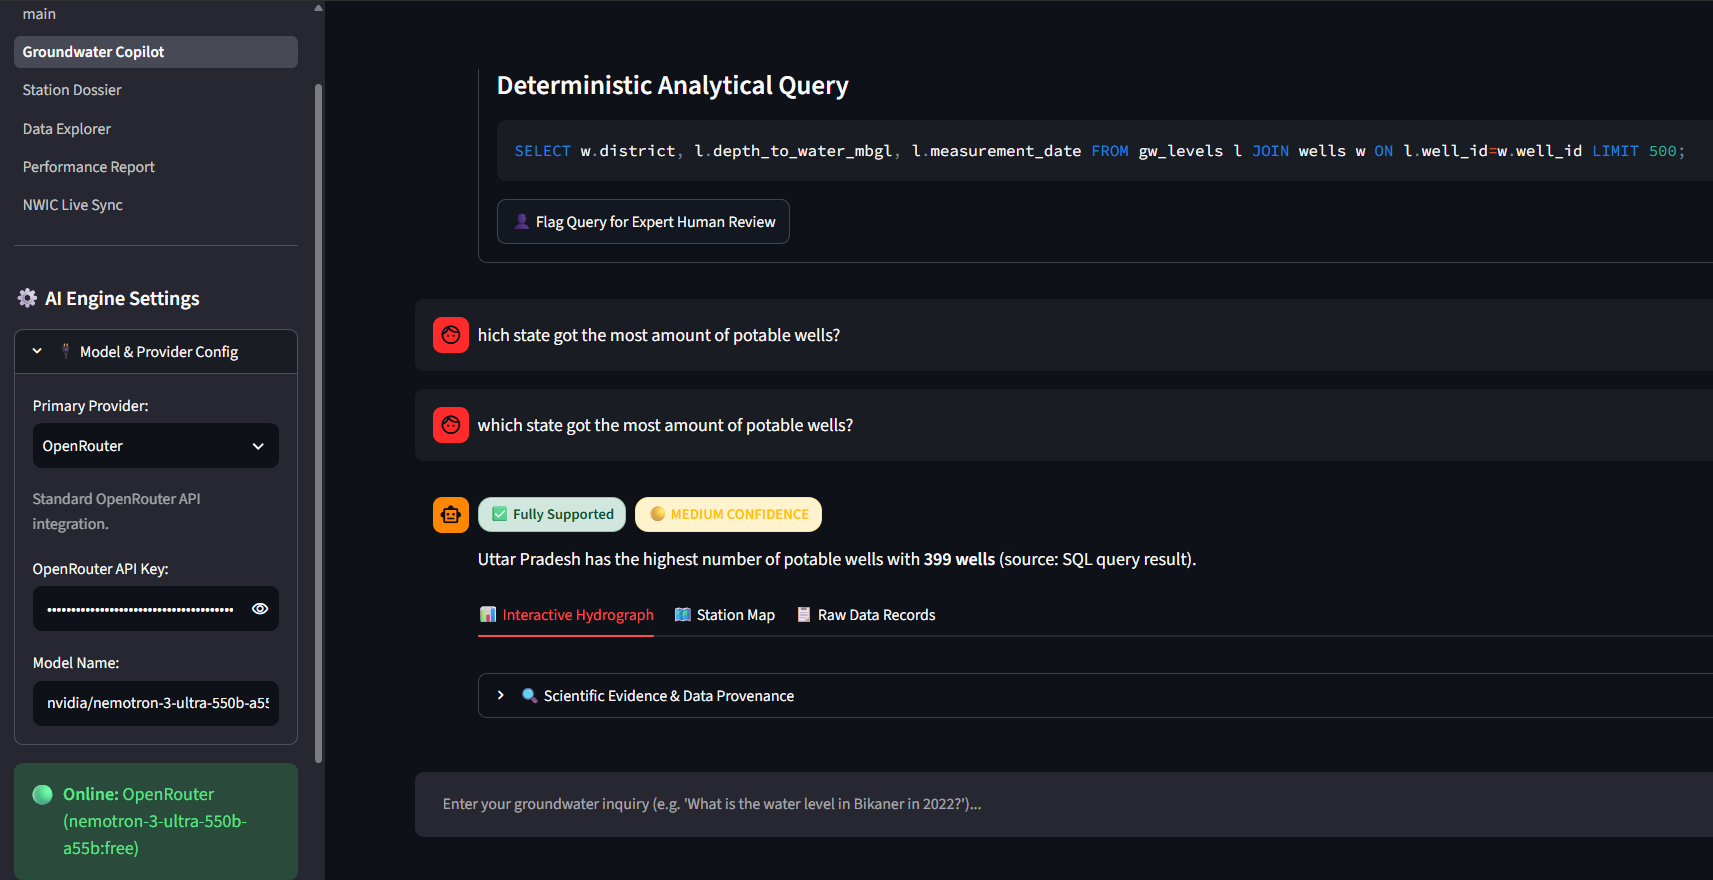 main
Groundwater Copilot
Station Dossier
Data Explorer
Performance Report
NWIC Live Sync
AI Engine Settings
Model & Provider Config
Primary Provider:
OpenRouter
Standard OpenRouter API
integration.
OpenRouter API Key:
Model Name:
nvidia/nemotron-3-ultra-550b-a55
Online: OpenRouter
(nemotron-3-ultra-550b-
a55b:free)
Deterministic Analytical Query
SELECT w.district, l.depth_to_water_mbgl, l.measurement_date FROM gw_levels l JOIN wells w ON l.well_id=w.well_id LIMIT 500;
Flag Query for Expert Human Review
hich state got the most amount of potable wells?
which state got the most amount of potable wells?
Fully Supported MEDIUM CONFIDENCE
Uttar Pradesh has the highest number of potable wells with 399 wells (source: SQL query result).
Interactive Hydrograph Station Map Raw Data Records
Scientific Evidence & Data Provenance
Enter your groundwater inquiry (e.g. 'What is the water level in Bikaner in 2022?')...